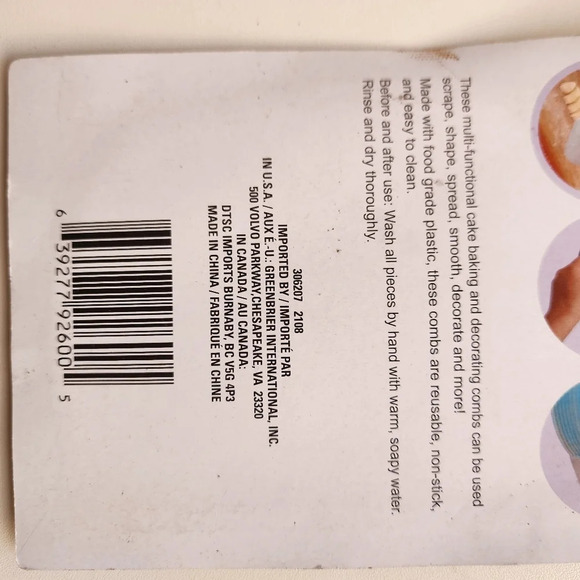 These multi-functional cake baking and decorating combs can be used
scrape, shape, spread, smooth, decorate and more!
Made with food grade plastic, these combs are reusable, non-stick,
and easy to clean.
Before and after use: Wash all pieces by hand with warm, soapy water.
Rinse and dry thoroughly.
306207 2108
IMPORTED BY / IMPORTÉ PAR
IN U.S.A. / AUX É.-U.: GREENBRIER INTERNATIONAL, INC.
500 VOLVO PARKWAY,CHESAPEAKE, VA 23320
IN CANADA / AU CANADA:
DTSC IMPORTS BURNABY, BC V5G 4P3
MADE IN CHINA / FABRIQUÉ EN CHINE
6 39277 92600 5